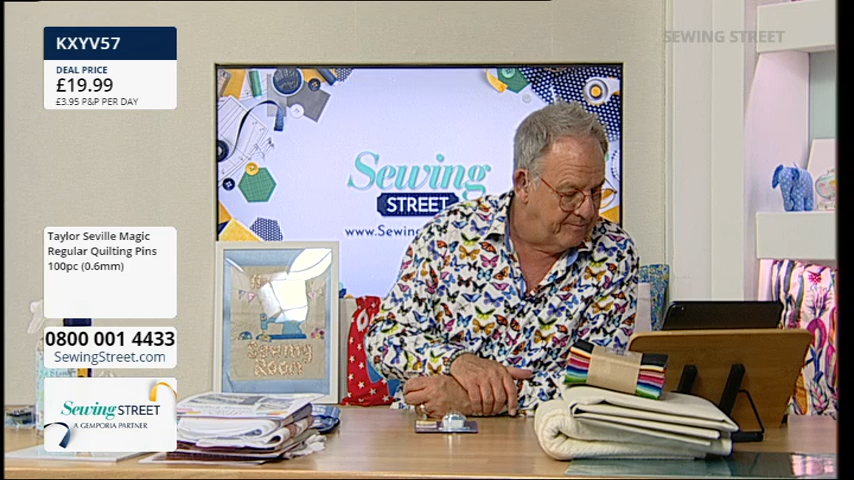 KXYV57
DEAL PRICE
£19.99
£3.95 P&P PER DAY
SEWING STREET
Sewing
STREET
www.Sewin
Taylor Seville Magic
Regular Quilting Pins
100pc (0.6mm)
0800 001 4433
SewingStreet.com
Sewing STREET
A GEMPORIA PARTNER
Sewing
Room